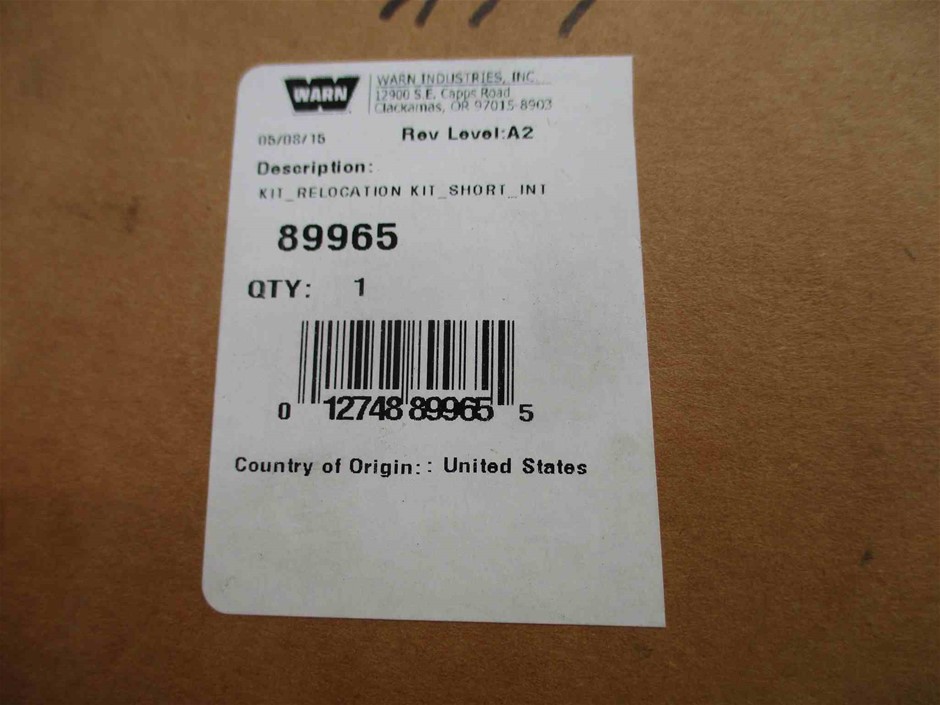 WARN
WARN INDUSTRIES, INC.
12900 S.E. Capps Road
Clackamas, OR 97015-8903
05/08/15 Rev Level:A2
Description:
KIT_RELOCATION KIT_SHORT_INT
89965
QTY: 1
0 12748 89965 5
Country of Origin: : United States